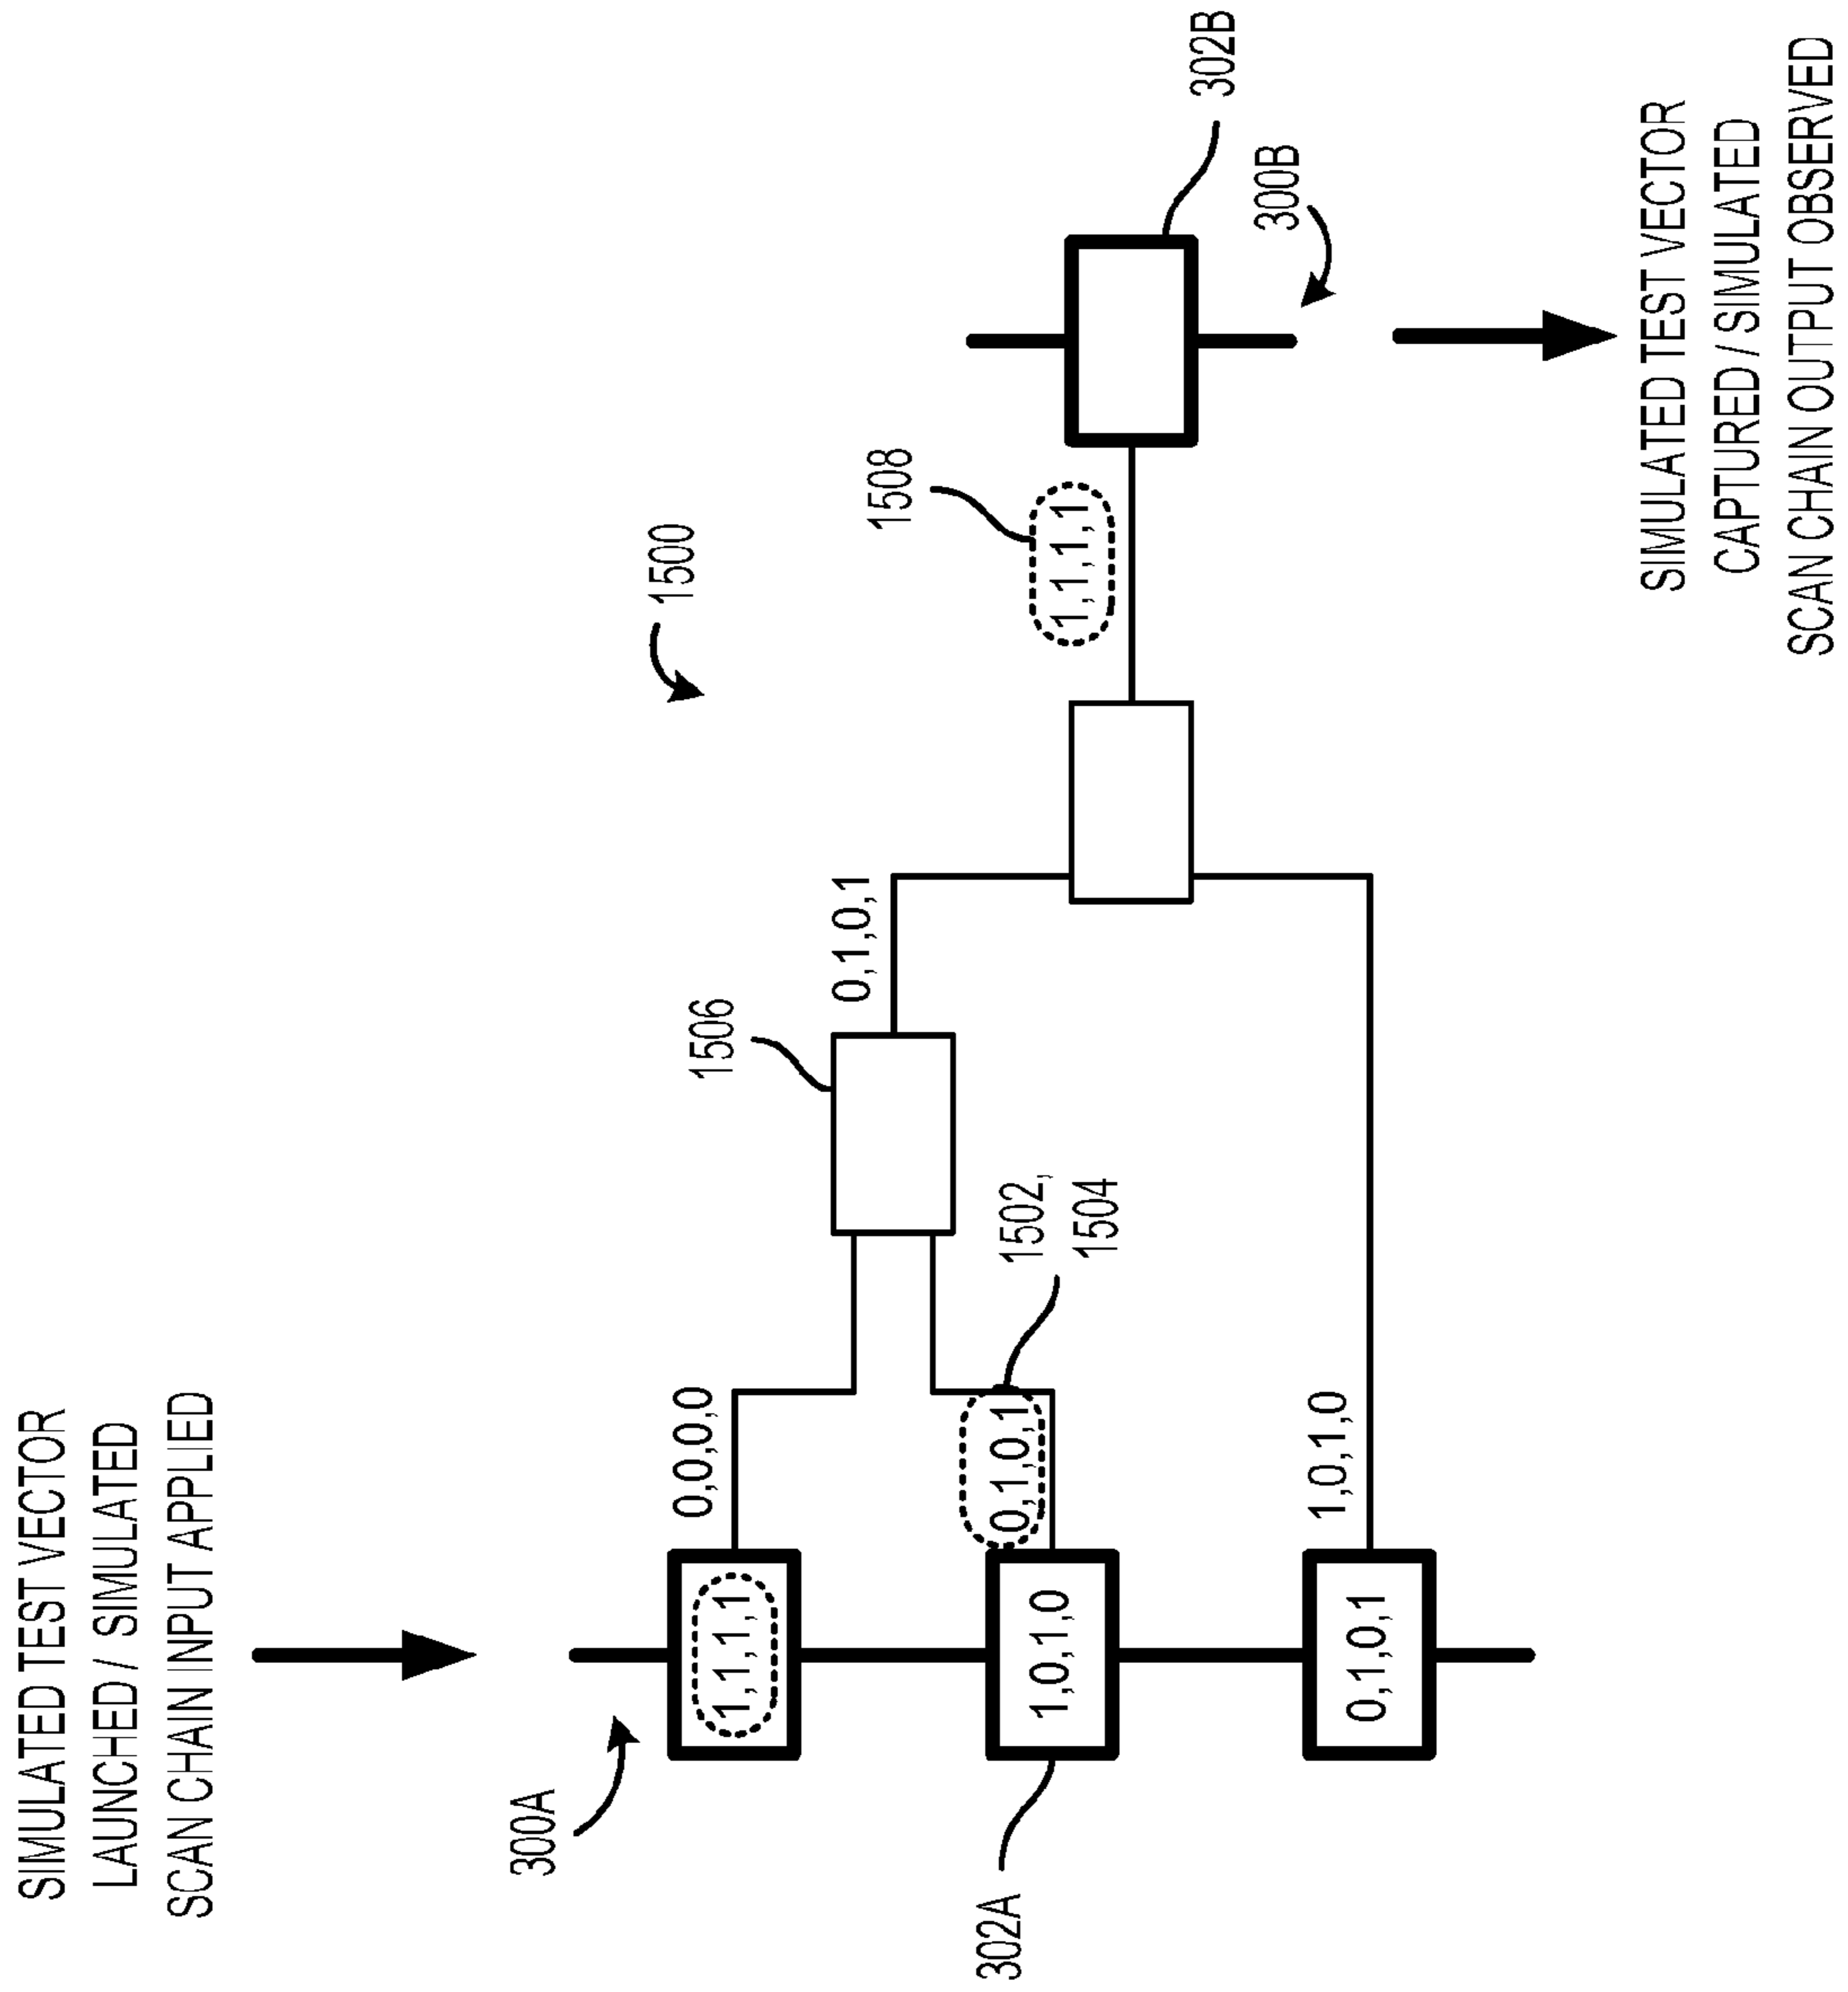 SIMULATED TEST VECTOR
LAUNCHED / SIMULATED
SCAN CHAIN INPUT APPLIED
300A
1500
0,0,0,0
1506
1,1,1,1
0,1,0,1
1508
302A
0,1,0,1
1502,
1504
1,0,1,0
1,1,1,1
302B
300B
1,0,1,0
0,1,0,1
SIMULATED TEST VECTOR
CAPTURED / SIMULATED
SCAN CHAIN OUTPUT OBSERVED